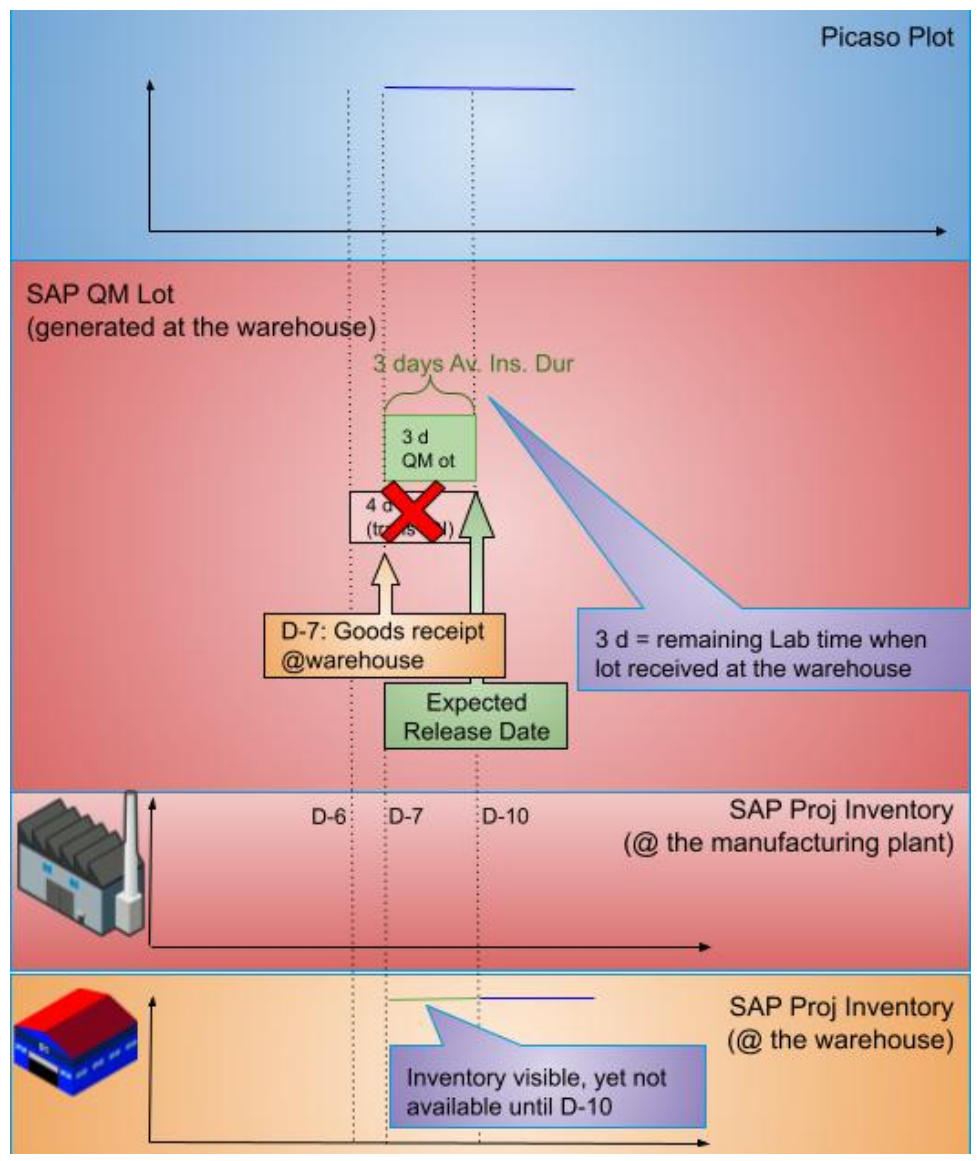 Picaso Plot
SAP QM Lot
(generated at the warehouse)
3 days Av. Ins. Dur
3 d
QM ot
4 d
D-7: Goods receipt
@warehouse
3 d = remaining Lab time when
lot received at the warehouse
Expected
Release Date
D-6
D-7
D-10
SAP Proj Inventory
(@ the manufacturing plant)
SAP Proj Inventory
(@ the warehouse)
Inventory visible, yet not
available until D-10